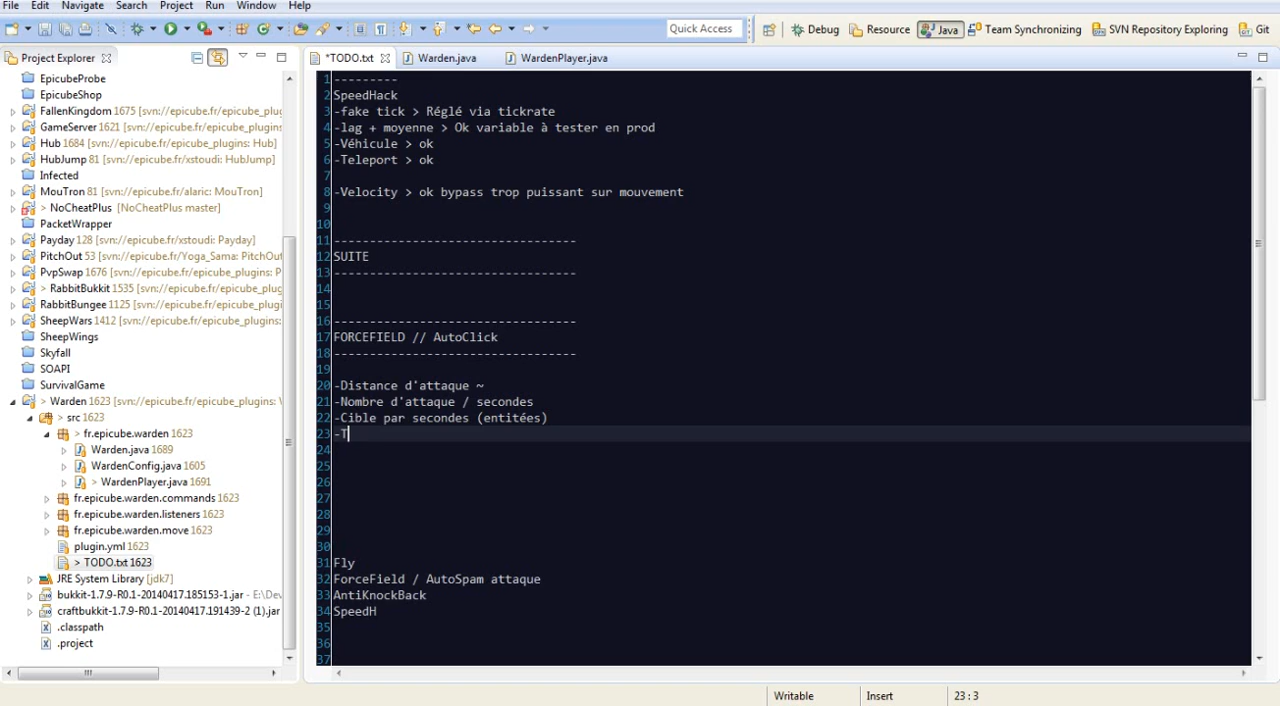 File Edit Navigate Search Project Run Window Help
Quick Access Debug Resource Java Team Synchronizing SVN Repository Exploring Git
Project Explorer
*TODO.txt Warden.java WardenPlayer.java
EpicubeProbe
EpicubeShop
FallenKingdom 1675 [svn://epicube.fr/epicube_plug
GameServer 1621 [svn://epicube.fr/epicube_plugins:
Hub 1684 [svn://epicube.fr/epicube_plugins: Hub]
HubJump 81 [svn://epicube.fr/xstoudi: HubJump]
Infected
MouTron 81 [svn://epicube.fr/alaric: MouTron]
> NoCheatPlus [NoCheatPlus master]
PacketWrapper
Payday 128 [svn://epicube.fr/xstoudi: Payday]
PitchOut 53 [svn://epicube.fr/Yoga_Sama: PitchOut
PvpSwap 1676 [svn://epicube.fr/epicube_plugins: P
> RabbitBukkit 1535 [svn://epicube.fr/epicube_plug
RabbitBungee 1125 [svn://epicube.fr/epicube_plugi
SheepWars 1412 [svn://epicube.fr/epicube_plugins:
SheepWings
Skyfall
SOAPI
SurvivalGame
> Warden 1623 [svn://epicube.fr/epicube_plugins:
> src 1623
> fr.epicube.warden 1623
Warden.java 1689
WardenConfig.java 1605
> WardenPlayer.java 1691
fr.epicube.warden.commands 1623
fr.epicube.warden.listeners 1623
fr.epicube.warden.move 1623
plugin.yml 1623
> TODO.txt 1623
JRE System Library [jdk7]
bukkit-1.7.9-R0.1-20140417.185153-1.jar - E:\Dev
craftbukkit-1.7.9-R0.1-20140417.191439-2 (1).jar
.classpath
.project
1 ---------
2 SpeedHack
3 -fake tick > Réglé via tickrate
4 -lag + moyenne > Ok variable à tester en prod
5 -Véhicule > ok
6 -Teleport > ok
7
8 -Velocity > ok bypass trop puissant sur mouvement
9
10
11 ----------------------------------
12 SUITE
13 ----------------------------------
14
15
16 ----------------------------------
17 FORCEFIELD // AutoClick
18 ----------------------------------
19
20 -Distance d'attaque ~
21 -Nombre d'attaque / secondes
22 -Cible par secondes (entitées)
23 -T
24
25
26
27
28
29
30
31 Fly
32 ForceField / AutoSpam attaque
33 AntiKnockBack
34 SpeedH
35
36
37
Writable Insert 23 : 3